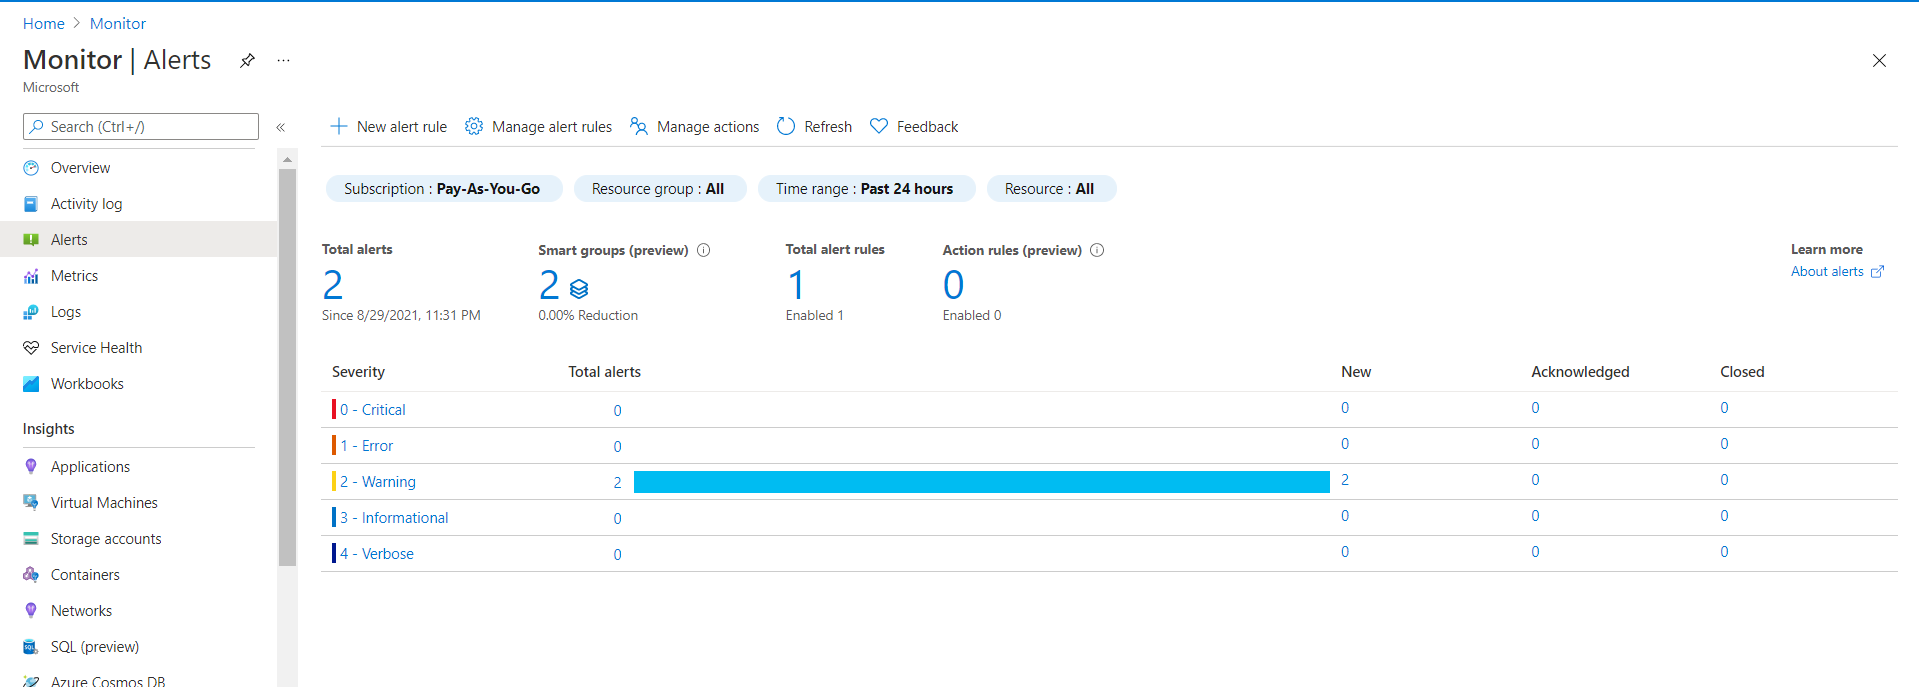 Home > Monitor
Monitor | Alerts ...
Microsoft
Search (Ctrl+/)
«
Overview
Activity log
Alerts
Metrics
Logs
Service Health
Workbooks
Insights
Applications
Virtual Machines
Storage accounts
Containers
Networks
SQL (preview)
Azure Cosmos DB
New alert rule Manage alert rules Manage actions Refresh Feedback
Subscription : Pay-As-You-Go Resource group : All Time range : Past 24 hours Resource : All
Total alerts Smart groups (preview) Total alert rules Action rules (preview) Learn more
2 2 1 0 About alerts
Since 8/29/2021, 11:31 PM 0.00% Reduction Enabled 1 Enabled 0
Severity Total alerts New Acknowledged Closed
0 - Critical 0 0 0 0
1 - Error 0 0 0 0
2 - Warning 2 2 0 0
3 - Informational 0 0 0 0
4 - Verbose 0 0 0 0